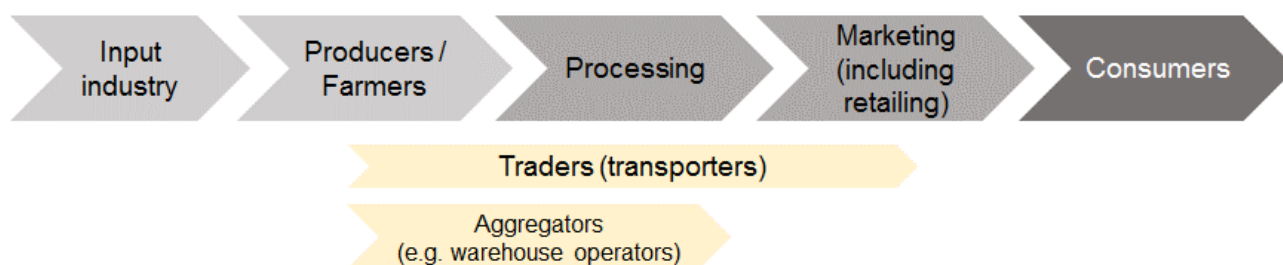 Input
industry
Producers /
Farmers
Processing
Marketing
(including
retailing)
Consumers
Traders (transporters)
Aggregators
(e.g. warehouse operators)